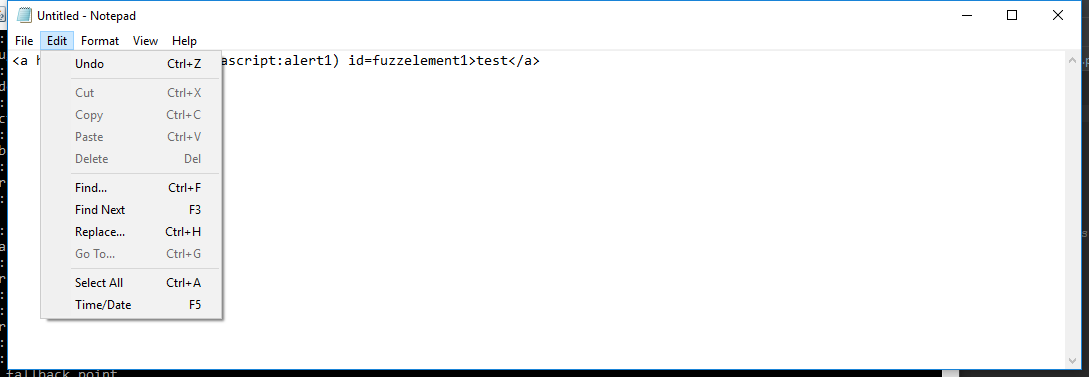 Untitled - Notepad
File Edit Format View Help
<a h ascript:alert1) id=fuzzelement1>test</a>
Undo Ctrl+Z
Cut Ctrl+X
Copy Ctrl+C
Paste Ctrl+V
Delete Del
Find... Ctrl+F
Find Next F3
Replace... Ctrl+H
Go To... Ctrl+G
Select All Ctrl+A
Time/Date F5
fallback point